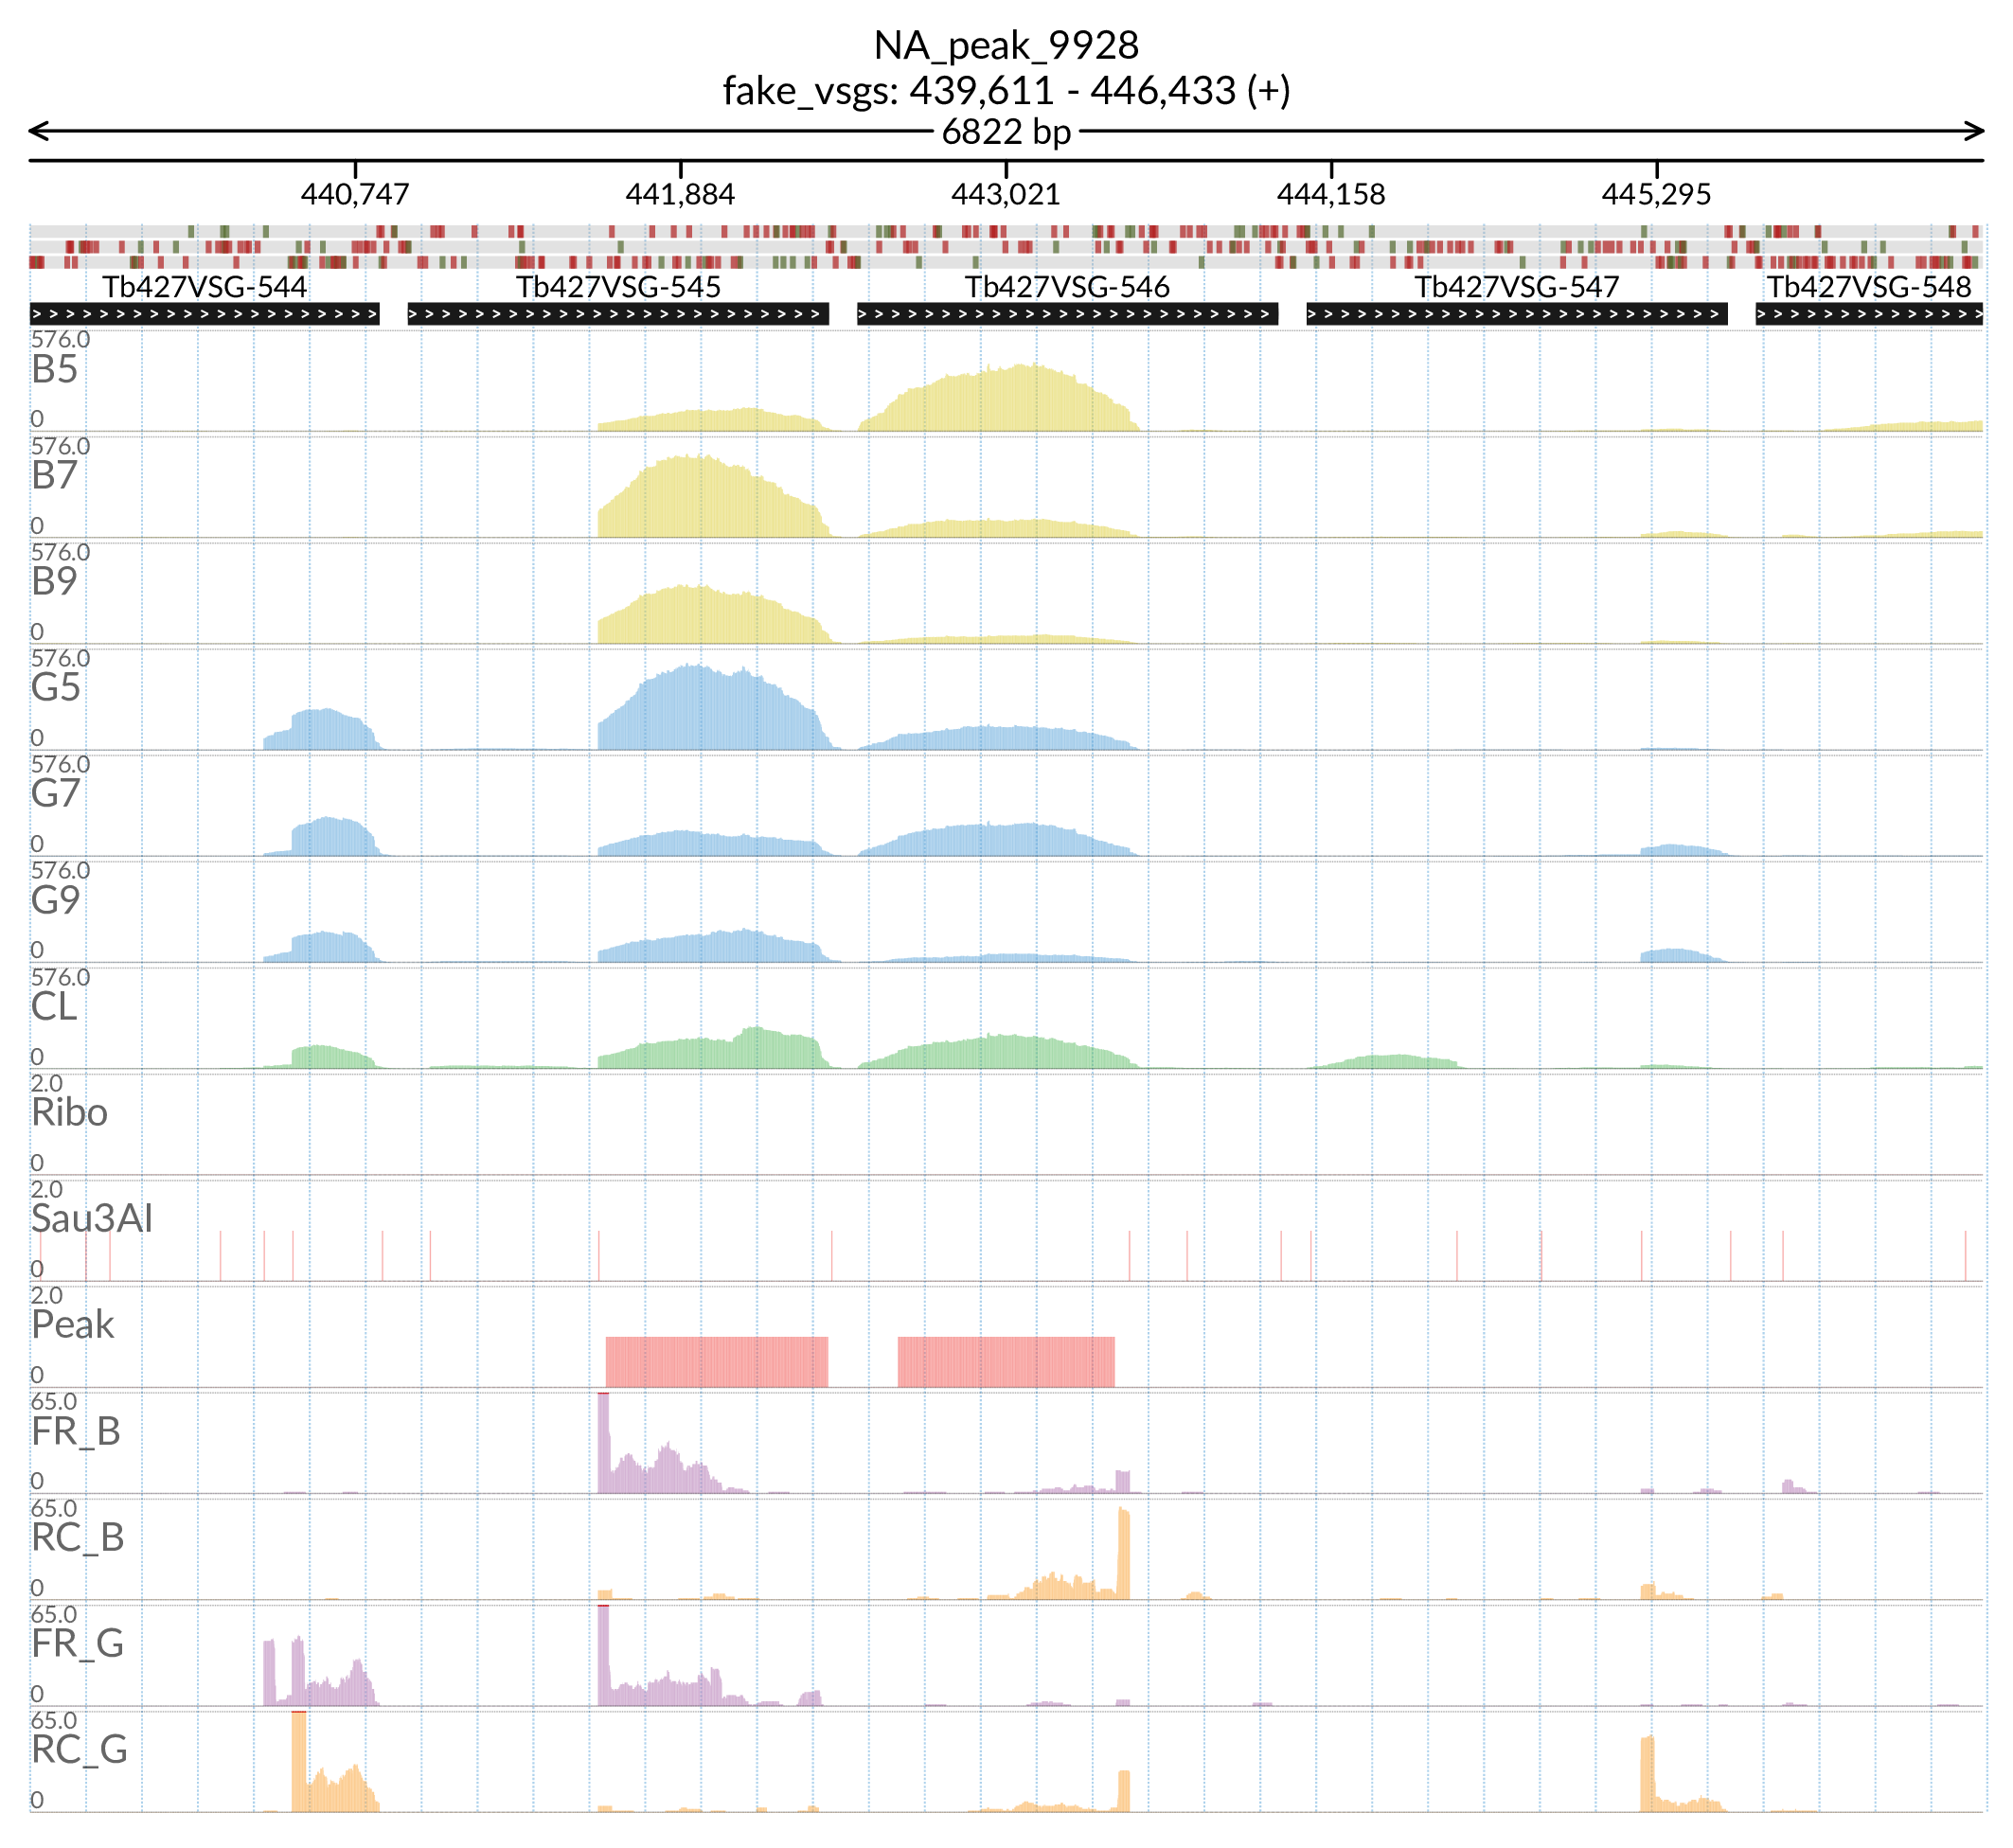 NA_peak_9928
fake_vsgs: 439,611 - 446,433 (+)
6822 bp
440,747 441,884 443,021 444,158 445,295
Tb427VSG-544 Tb427VSG-545 Tb427VSG-546 Tb427VSG-547 Tb427VSG-548
576.0
B5
0
576.0
B7
0
576.0
B9
0
576.0
G5
0
576.0
G7
0
576.0
G9
0
576.0
CL
0
2.0
Ribo
0
2.0
Sau3AI
0
2.0
Peak
0
65.0
FR_B
0
65.0
RC_B
0
65.0
FR_G
0
65.0
RC_G
0